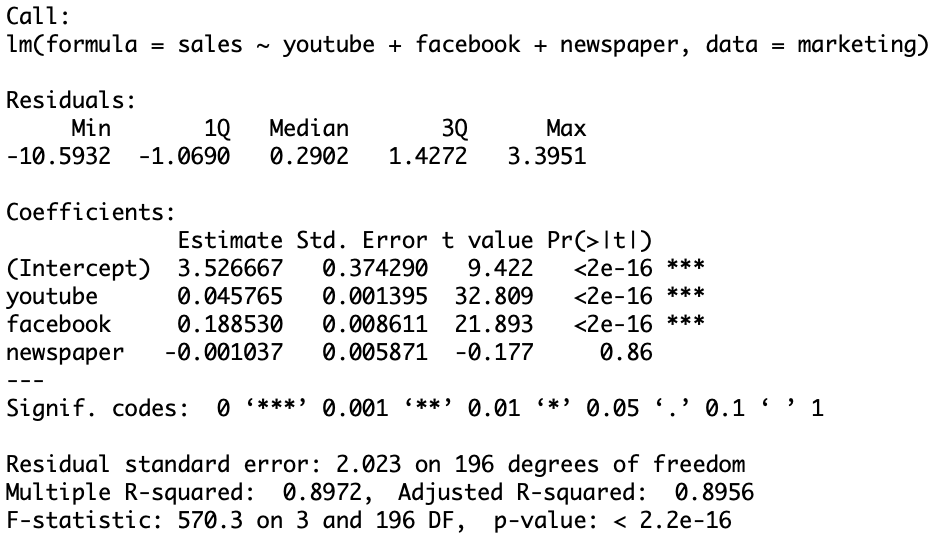 Call:
lm(formula = sales ~ youtube + facebook + newspaper, data = marketing)
Residuals:
Min 1Q Median 3Q Max
-10.5932 -1.0690 0.2902 1.4272 3.3951
Coefficients:
Estimate Std. Error t value Pr(>|t|)
(Intercept) 3.526667 0.374290 9.422 <2e-16 ***
youtube 0.045765 0.001395 32.809 <2e-16 ***
facebook 0.188530 0.008611 21.893 <2e-16 ***
newspaper -0.001037 0.005871 -0.177 0.86
---
Signif. codes: 0 ‘***’ 0.001 ‘**’ 0.01 ‘*’ 0.05 ‘.’ 0.1 ‘ ’ 1
Residual standard error: 2.023 on 196 degrees of freedom
Multiple R-squared: 0.8972, Adjusted R-squared: 0.8956
F-statistic: 570.3 on 3 and 196 DF, p-value: < 2.2e-16